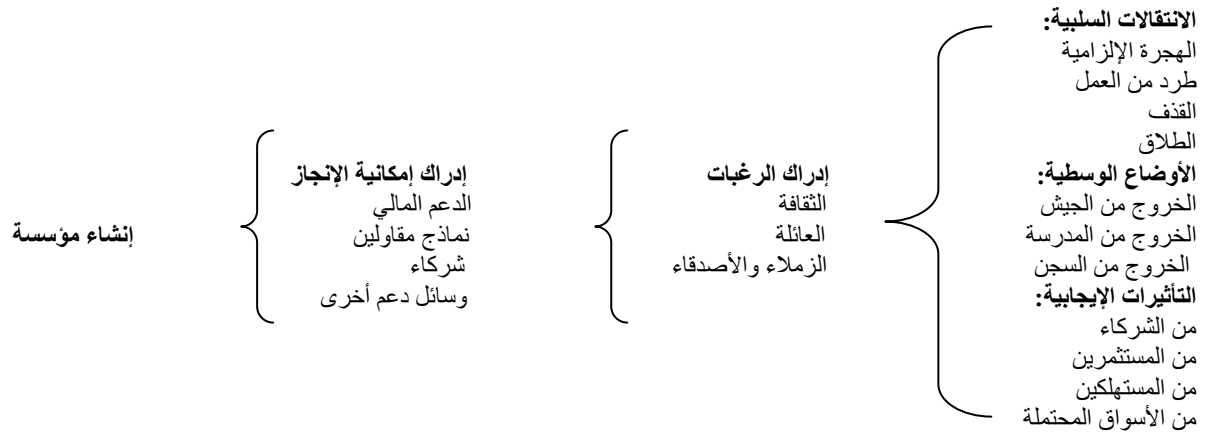 الانتقالات السلبية:
الهجرة الإلزامية
طرد من العمل
القذف
الطلاق
الأوضاع الوسطية:
الخروج من الجيش
الخروج من المدرسة
الخروج من السجن
التأثيرات الإيجابية:
من الشركاء
من المستثمرين
من المستهلكين
من الأسواق المحتملة
إدراك الرغبات
الثقافة
العائلة
الزملاء والأصدقاء
إدراك إمكانية الإنجاز
الدعم المالي
نماذج مقاولين
شركاء
وسائل دعم أخرى
إنشاء مؤسسة